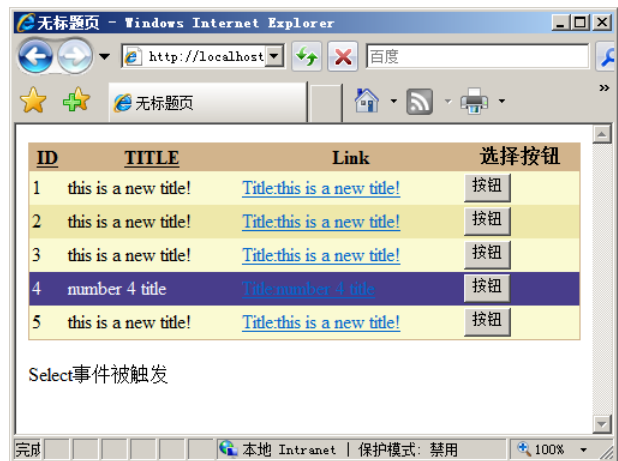 无标题页 - Windows Internet Explorer
http://localhost
百度
无标题页
»
ID TITLE Link 选择按钮
1 this is a new title! Title:this is a new title! 按钮
2 this is a new title! Title:this is a new title! 按钮
3 this is a new title! Title:this is a new title! 按钮
4 number 4 title Title:number 4 title 按钮
5 this is a new title! Title:this is a new title! 按钮
Select事件被触发
完成 本地 Intranet | 保护模式: 禁用 100%